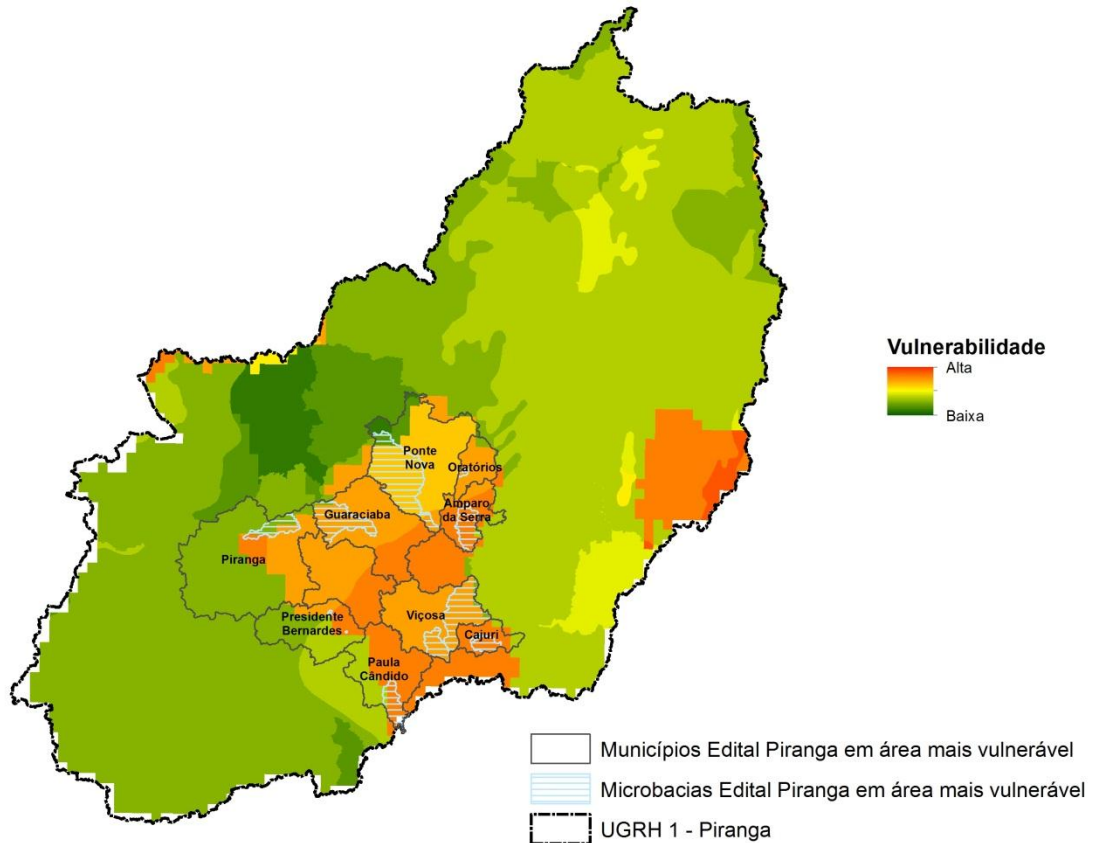 Ponte
Nova
Oratórios
Amparo
da Serra
Guaraciaba
Piranga
Presidente
Bernardes
Viçosa
Cajuri
Paula
Cândido
Vulnerabilidade
Alta
Baixa
Municípios Edital Piranga em área mais vulnerável
Microbacias Edital Piranga em área mais vulnerável
UGRH 1 - Piranga